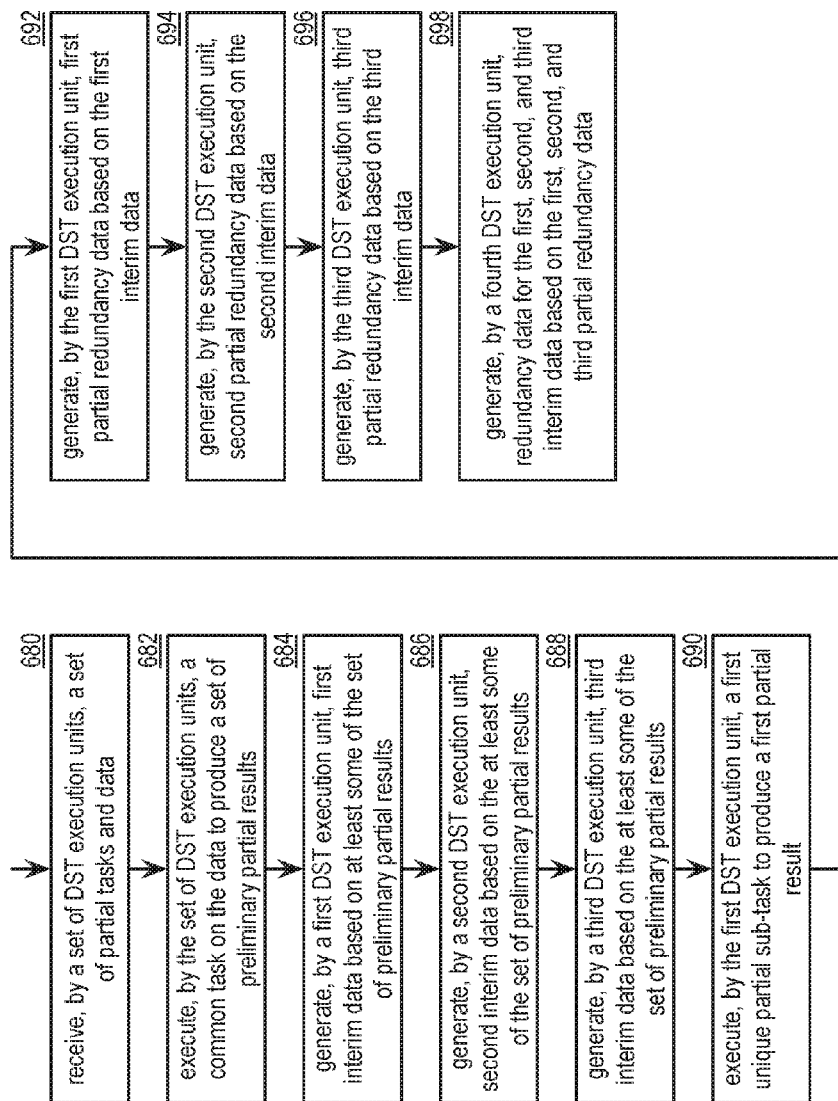 680
receive, by a set of DST execution units, a set
of partial tasks and data
682
execute, by the set of DST execution units, a
common task on the data to produce a set of
preliminary partial results
684
generate, by a first DST execution unit, first
interim data based on at least some of the set
of preliminary partial results
686
generate, by a second DST execution unit,
second interim data based on the at least some
of the set of preliminary partial results
688
generate, by a third DST execution unit, third
interim data based on the at least some of the
set of preliminary partial results
690
execute, by the first DST execution unit, a first
unique partial sub-task to produce a first partial
result
692
generate, by the first DST execution unit, first
partial redundancy data based on the first
interim data
694
generate, by the second DST execution unit,
second partial redundancy data based on the
second interim data
696
generate, by the third DST execution unit, third
partial redundancy data based on the third
interim data
698
generate, by a fourth DST execution unit,
redundancy data for the first, second, and third
interim data based on the first, second, and
third partial redundancy data